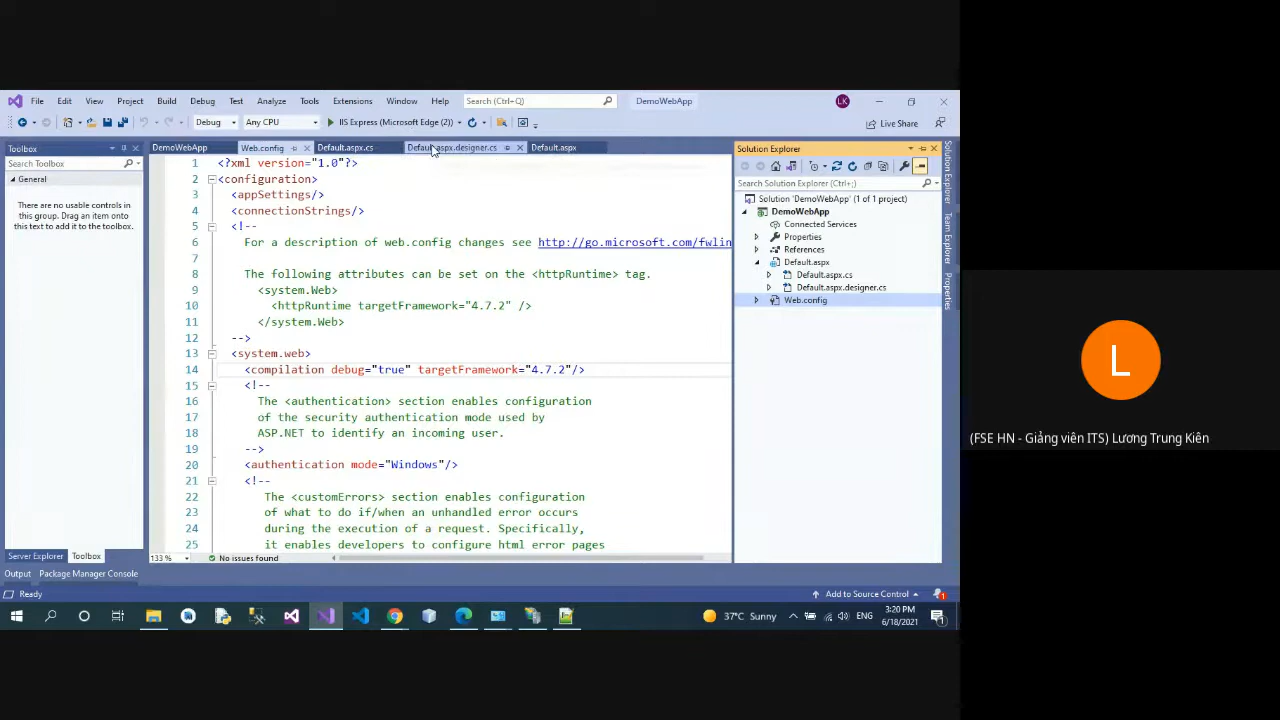 File Edit View Project Build Debug Test Analyze Tools Extensions Window Help Search (Ctrl+Q) DemoWebApp LK
Debug Any CPU IIS Express (Microsoft Edge (2)) Live Share
Toolbox
Search Toolbox
General
There are no usable controls in
this group. Drag an item onto
this text to add it to the toolbox.
Server Explorer Toolbox
DemoWebApp Web.config Default.aspx.cs Default.aspx.designer.cs Default.aspx
1 <?xml version="1.0"?>
2 <configuration>
3 <appSettings/>
4 <connectionStrings/>
5 <!--
6 For a description of web.config changes see http://go.microsoft.com/fwlin
7
8 The following attributes can be set on the <httpRuntime> tag.
9 <system.Web>
10 <httpRuntime targetFramework="4.7.2" />
11 </system.Web>
12 -->
13 <system.web>
14 <compilation debug="true" targetFramework="4.7.2"/>
15 <!--
16 The <authentication> section enables configuration
17 of the security authentication mode used by
18 ASP.NET to identify an incoming user.
19 -->
20 <authentication mode="Windows"/>
21 <!--
22 The <customErrors> section enables configuration
23 of what to do if/when an unhandled error occurs
24 during the execution of a request. Specifically,
25 it enables developers to configure html error pages
133 % No issues found
Solution Explorer
Search Solution Explorer (Ctrl+;)
Solution 'DemoWebApp' (1 of 1 project)
DemoWebApp
Connected Services
Properties
References
Default.aspx
Default.aspx.cs
Default.aspx.designer.cs
Web.config
Solution Explorer
Team Explorer
Properties
Output Package Manager Console
Ready Add to Source Control 1
37°C Sunny ENG 3:20 PM
6/18/2021 1
L
(FSE HN - Giảng viên ITS) Lương Trung Kiên